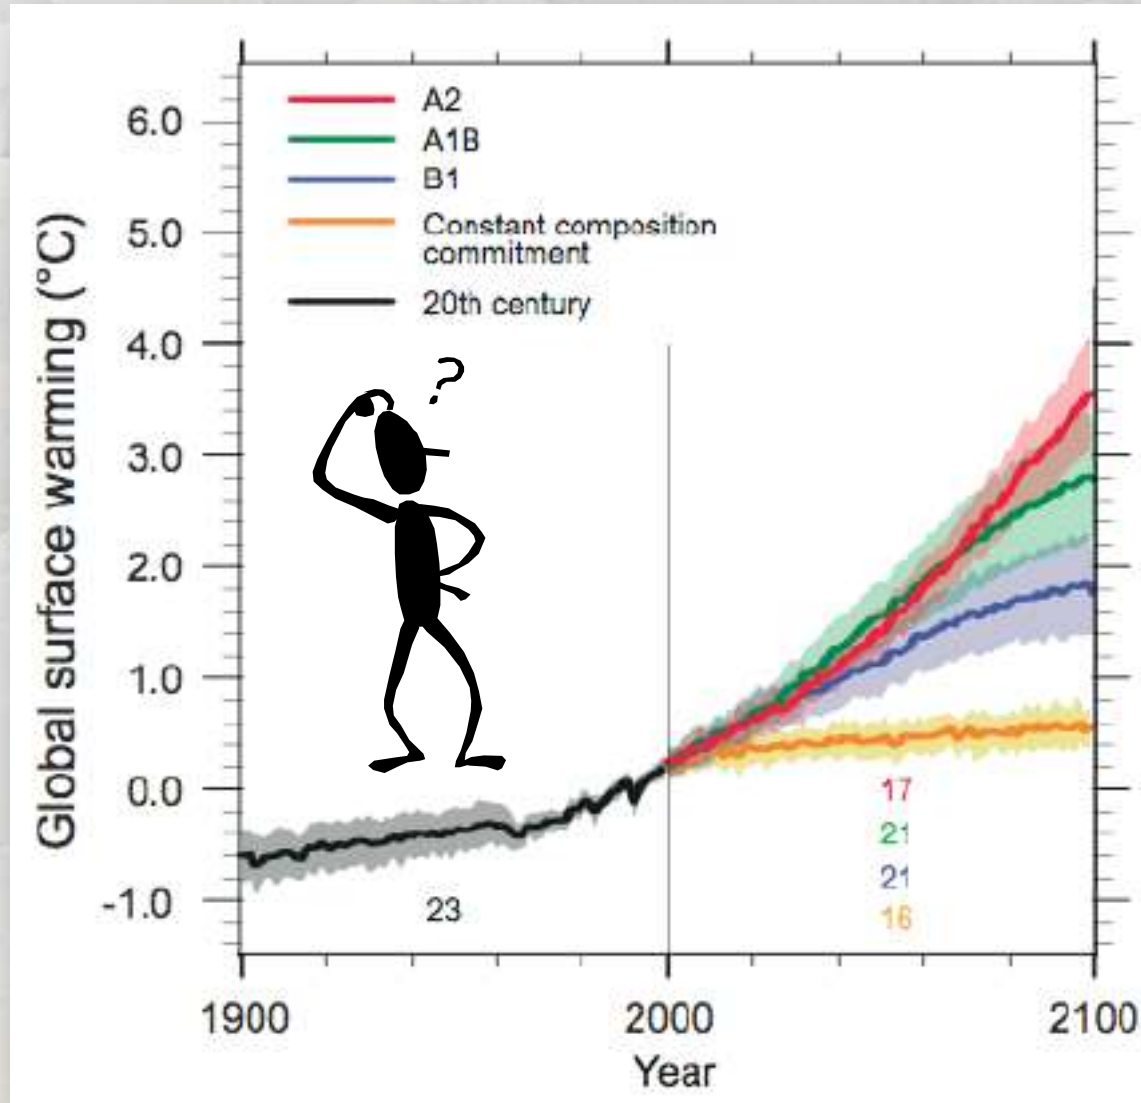 A2
A1B
B1
Constant composition
commitment
20th century
?
6.0
5.0
4.0
3.0
2.0
1.0
0.0
-1.0
Global surface warming (°C)
17
21
21
16
23
1900
2000
2100
Year